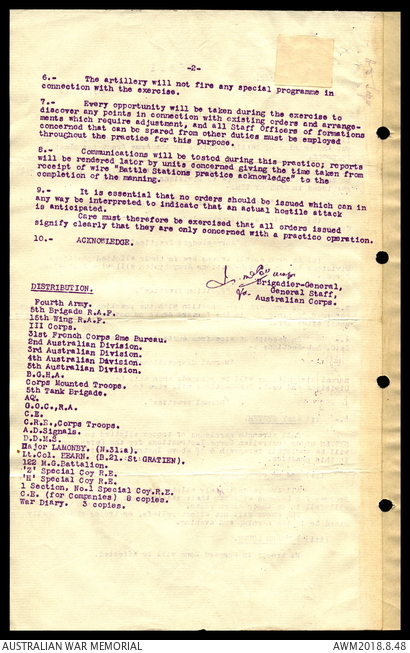 -2-
6.- The artillery will not fire any special programme in
connection with the exercise.
7.- Every opportunity will be taken during the exercise to
discover any points in connection with existing orders and arrange-
ments which require adjustment, and all Staff Officers of formations
concerned that can be spared from other duties must be employed
throughout the practice for this purpose.
8.- Communications will be tested during this practice; reports
will be rendered later by units concerned giving the time taken from
receipt of wire "Battle Stations practice acknowledge" to the
completion of the manning.
9.- It is essential that no orders should be issued which can in
any way be interpreted to indicate that an actual hostile attack
is anticipated.
Care must therefore be exercised that all orders issued
signify clearly that they are only concerned with a practice operation.
10.- ACKNOWLEDGE.
Brigadier-General,
General Staff,
Australian Corps.
DISTRIBUTION.
Fourth Army.
5th Brigade R.A.F.
15th Wing R.A.F.
III Corps.
31st French Corps 2me Bureau.
2nd Australian Division.
3rd Australian Division.
4th Australian Division.
5th Australian Division.
B.G.H.A.
Corps Mounted Troops.
5th Tank Brigade.
AQ.
G.O.C.,R.A.
C.E.
C.R.E.,Corps Troops.
A.D.Signals.
D.D.M.S.
Major LAMONBY. (N.31.a).
Lt.Col. HEARN. (B.21. St GRATIEN).
122 M.G.Battalion.
'Z' Special Coy R.E.
'H' Special Coy R.E.
1 Section, No.1 Special Coy.R.E.
C.E. (for Companies) 8 copies.
War Diary. 3 copies.
AUSTRALIAN WAR MEMORIAL
AWM2018.8.48